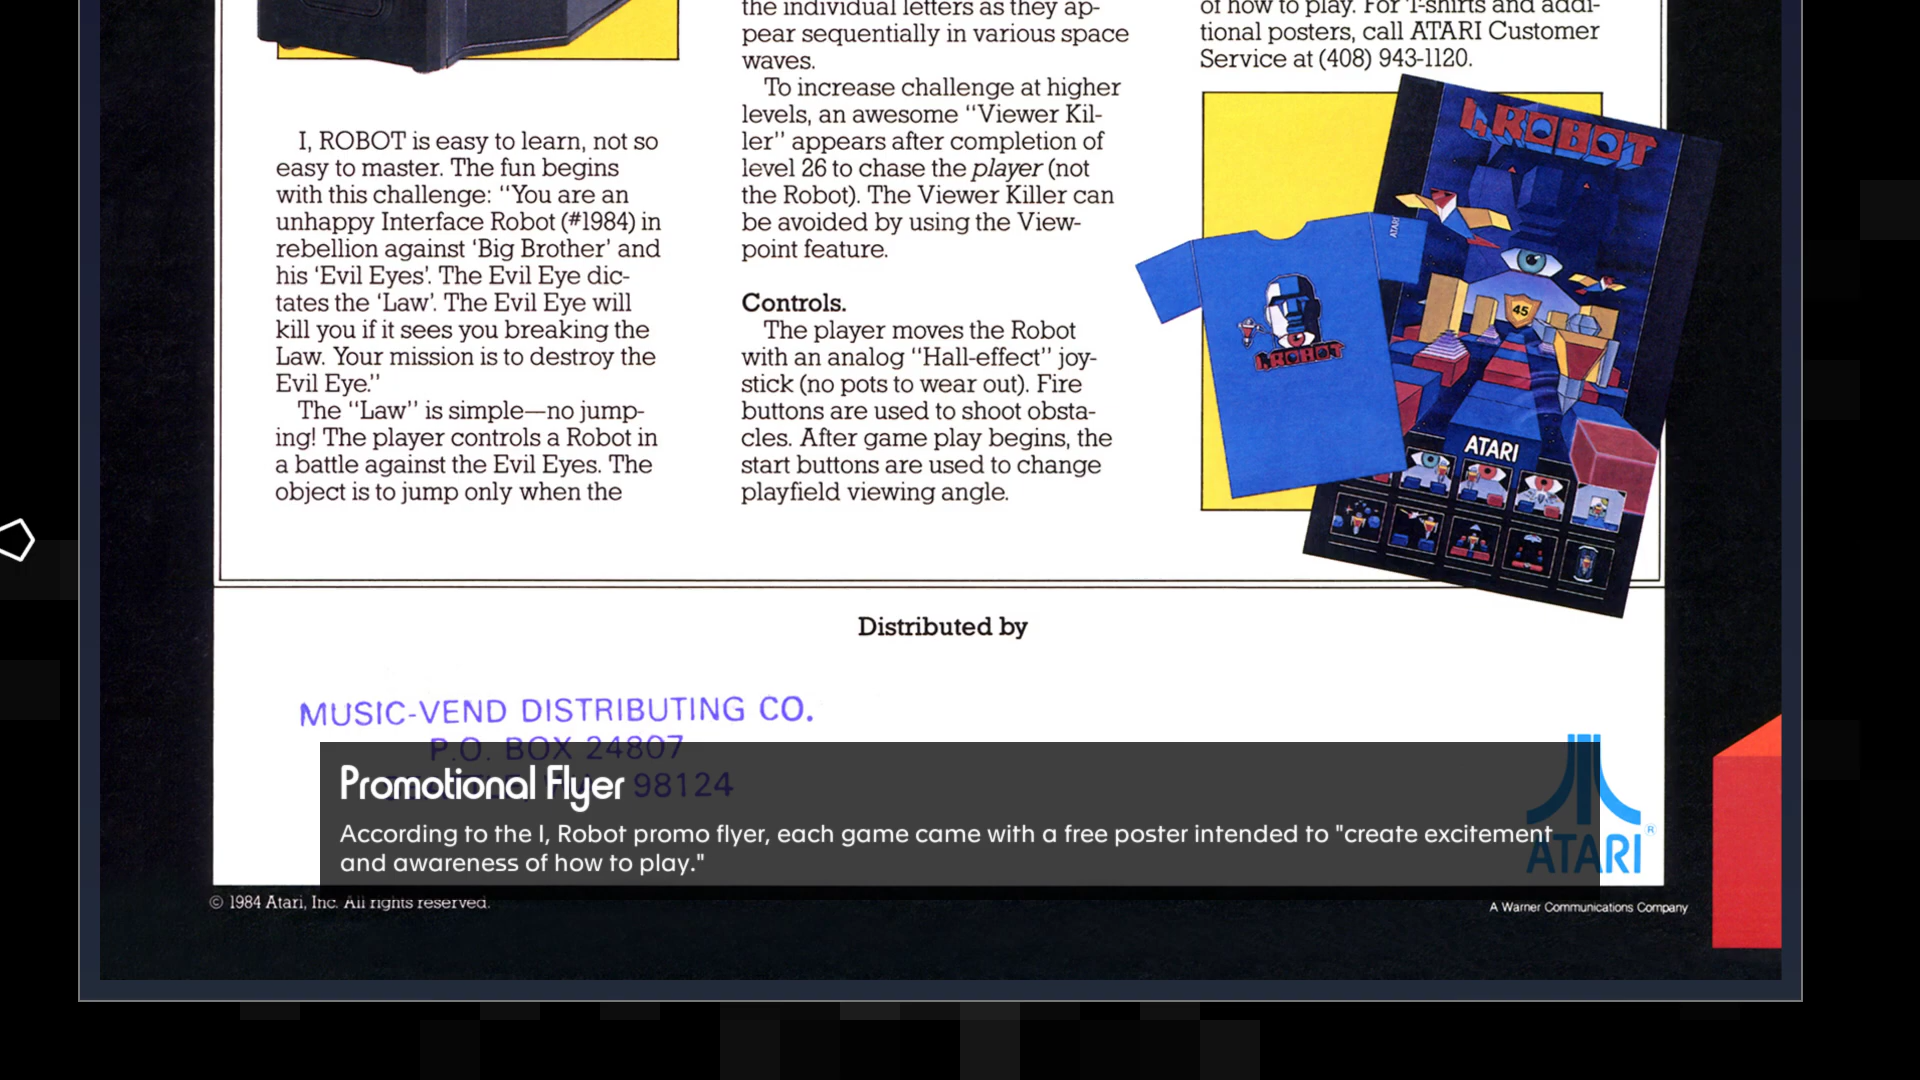 I, ROBOT is easy to learn, not so
easy to master. The fun begins
with this challenge: "You are an
unhappy Interface Robot (#1984) in
rebellion against 'Big Brother' and
his 'Evil Eyes'. The Evil Eye dic-
tates the 'Law'. The Evil Eye will
kill you if it sees you breaking the
Law. Your mission is to destroy the
Evil Eye."
The "Law" is simple—no jump-
ing! The player controls a Robot in
a battle against the Evil Eyes. The
object is to jump only when the
the individual letters as they ap-
pear sequentially in various space
waves.
To increase challenge at higher
levels, an awesome "Viewer Kil-
ler" appears after completion of
level 26 to chase the player (not
the Robot). The Viewer Killer can
be avoided by using the View-
point feature.
Controls.
The player moves the Robot
with an analog "Hall-effect" joy-
stick (no pots to wear out). Fire
buttons are used to shoot obsta-
cles. After game play begins, the
start buttons are used to change
playfield viewing angle.
of how to play. For T-shirts and addi-
tional posters, call ATARI Customer
Service at (408) 943-1120.
I, ROBOT
ATARI
I, ROBOT
45
ATARI
Distributed by
MUSIC-VEND DISTRIBUTING CO.
P.O. BOX 24807
98124
Promotional Flyer
According to the I, Robot promo flyer, each game came with a free poster intended to "create excitement
and awareness of how to play."
ATARI®
© 1984 Atari, Inc. All rights reserved.
A Warner Communications Company